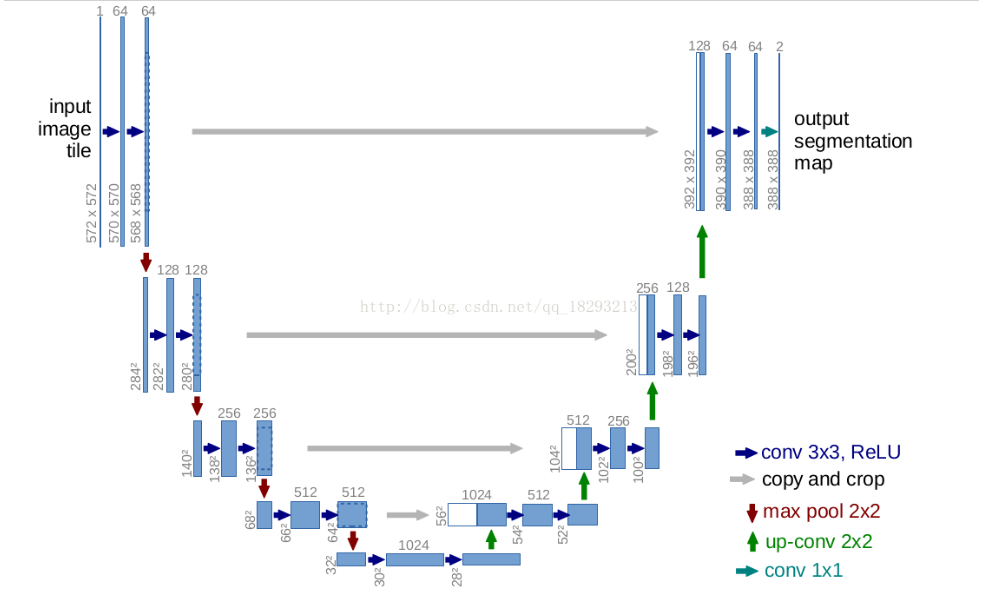 1 64 64
128 64 64 2
input
image
tile
output
segmentation
map
572 x 572
570 x 570
568 x 568
392 x 392
390 x 390
388 x 388
388 x 388
128 128
256 128
http://blog.csdn.net/qq_18293213
284²
282²
280²
200²
198²
196²
256 256
512 256
140²
138²
136²
104²
102²
100²
conv 3x3, ReLU
copy and crop
max pool 2x2
up-conv 2x2
conv 1x1
512 512
1024 512
68²
66²
64²
56²
54²
52²
1024
32²
30²
28²